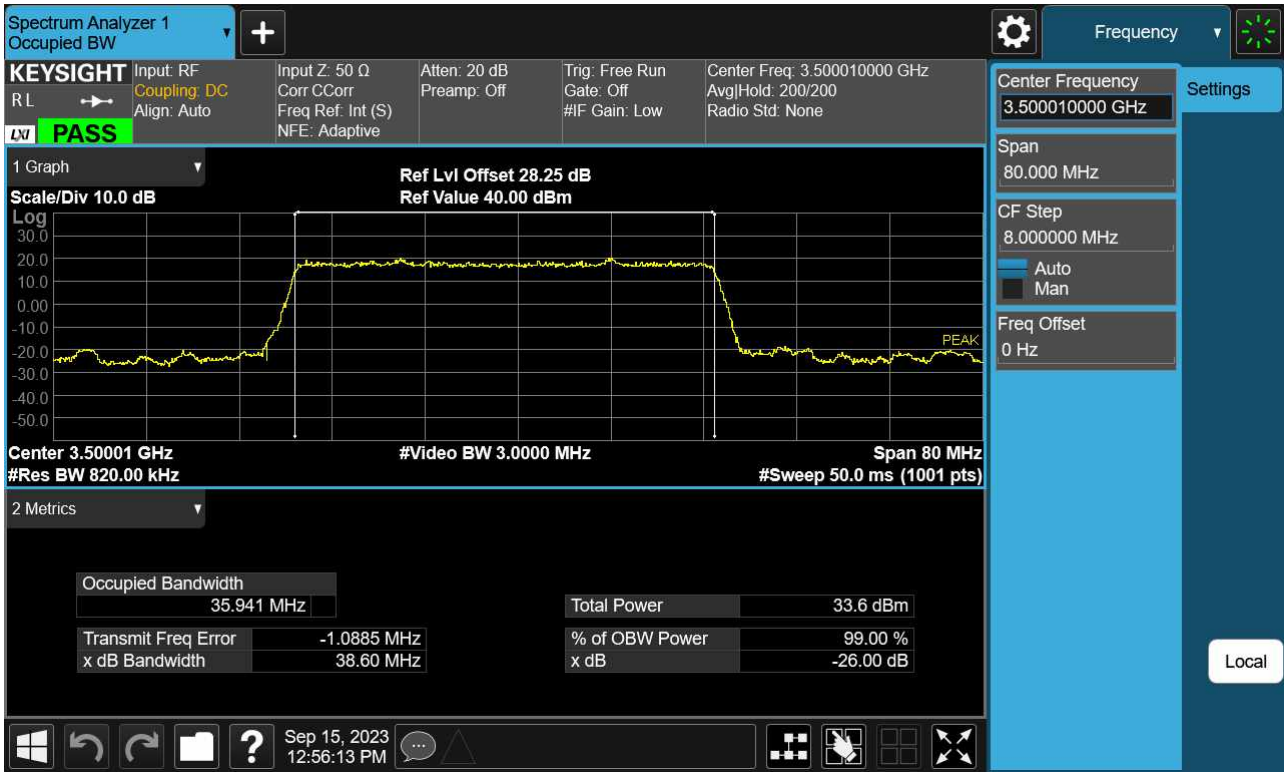 Spectrum Analyzer 1
Occupied BW
Frequency
KEYSIGHT
R L
LXI PASS
Input: RF
Coupling: DC
Align: Auto
Input Z: 50 Ω
Corr CCorr
Freq Ref: Int (S)
NFE: Adaptive
Atten: 20 dB
Preamp: Off
Trig: Free Run
Gate: Off
#IF Gain: Low
Center Freq: 3.500010000 GHz
Avg|Hold: 200/200
Radio Std: None
1 Graph
Scale/Div 10.0 dB
Ref Lvl Offset 28.25 dB
Ref Value 40.00 dBm
Log
30.0
20.0
10.0
0.00
-10.0
-20.0
-30.0
-40.0
-50.0
PEAK
Center 3.50001 GHz
#Video BW 3.0000 MHz
Span 80 MHz
#Res BW 820.00 kHz
#Sweep 50.0 ms (1001 pts)
2 Metrics
Occupied Bandwidth
35.941 MHz
Transmit Freq Error -1.0885 MHz
x dB Bandwidth 38.60 MHz
Total Power 33.6 dBm
% of OBW Power 99.00 %
x dB -26.00 dB
Center Frequency
3.500010000 GHz
Span
80.000 MHz
CF Step
8.000000 MHz
Auto
Man
Freq Offset
0 Hz
Settings
Local
?
Sep 15, 2023
12:56:13 PM